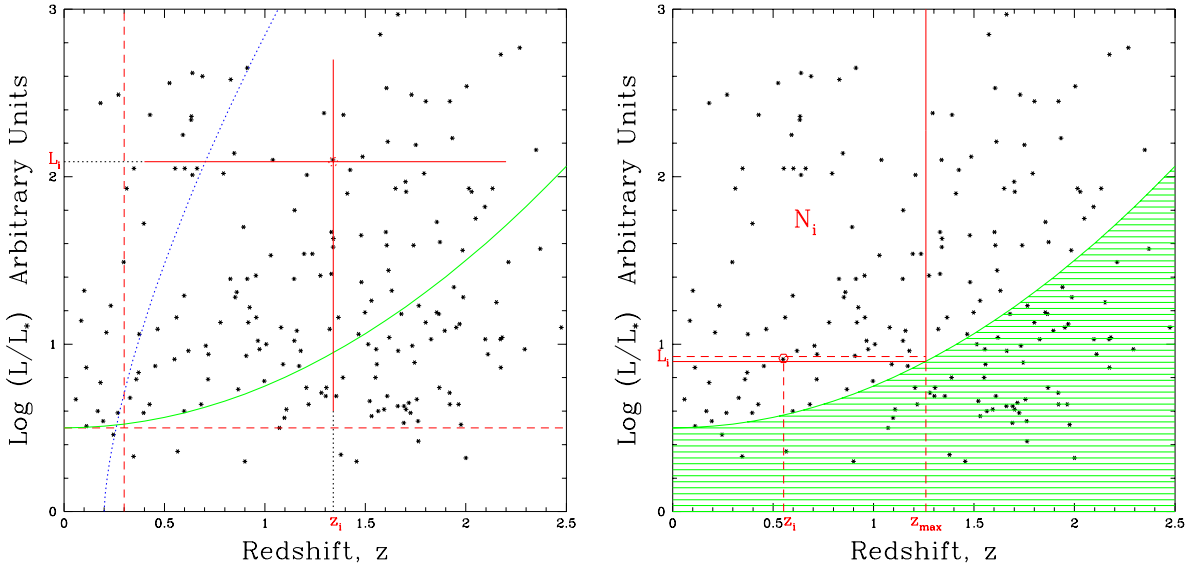 Log (L/L*) Arbitrary Units
3
2
1
0
L_i
0
0.5
1
z_i
1.5
2
2.5
Redshift, z
Log (L/L*) Arbitrary Units
3
2
1
0
L_i
N_i
0
0.5
z_i
1
z_max
1.5
2
2.5
Redshift, z